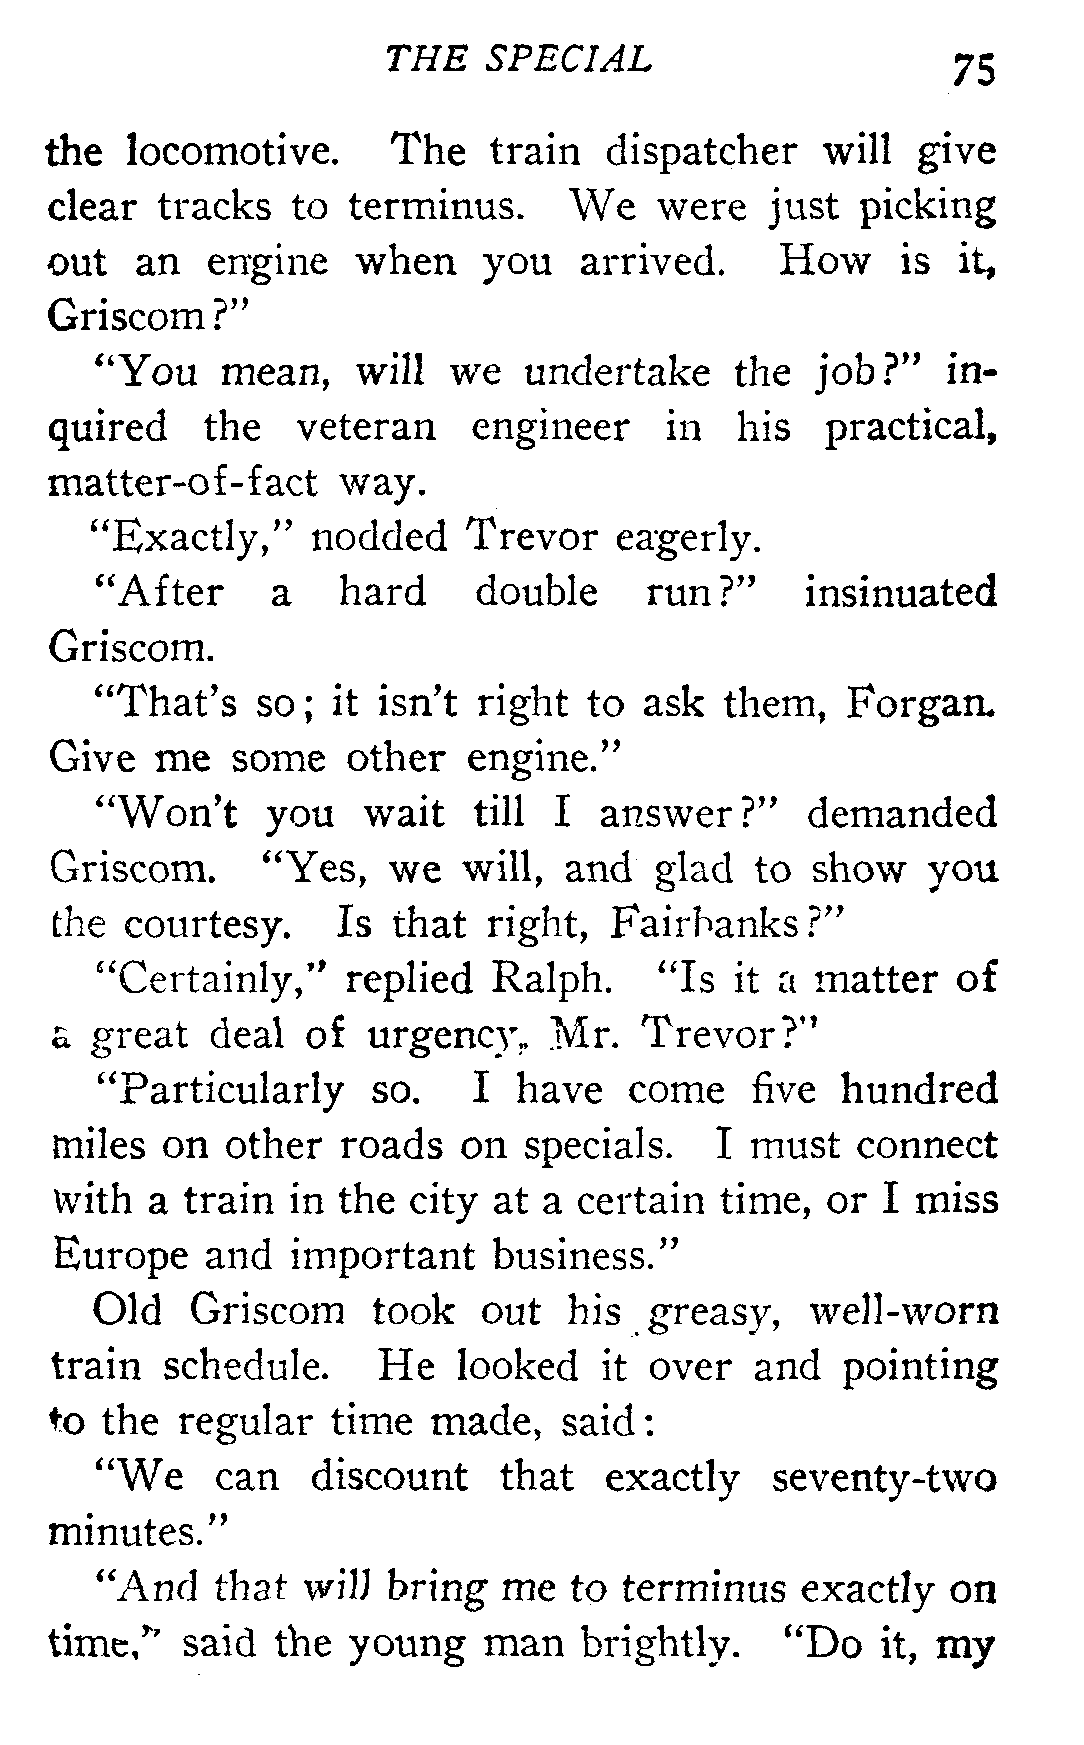 THE SPECIAL 75
the locomotive. The train dispatcher will give
clear tracks to terminus. We were just picking
out an engine when you arrived. How is it,
Griscom?"
"You mean, will we undertake the job?" in-
quired the veteran engineer in his practical,
matter-of-fact way.
"Exactly," nodded Trevor eagerly.
"After a hard double run?" insinuated
Griscom.
"That's so; it isn't right to ask them, Forgan.
Give me some other engine."
"Won't you wait till I answer?" demanded
Griscom. "Yes, we will, and glad to show you
the courtesy. Is that right, Fairbanks?"
"Certainly," replied Ralph. "Is it a matter of
a great deal of urgency, Mr. Trevor?"
"Particularly so. I have come five hundred
miles on other roads on specials. I must connect
with a train in the city at a certain time, or I miss
Europe and important business."
Old Griscom took out his greasy, well-worn
train schedule. He looked it over and pointing
to the regular time made, said:
"We can discount that exactly seventy-two
minutes."
"And that will bring me to terminus exactly on
time," said the young man brightly. "Do it, my